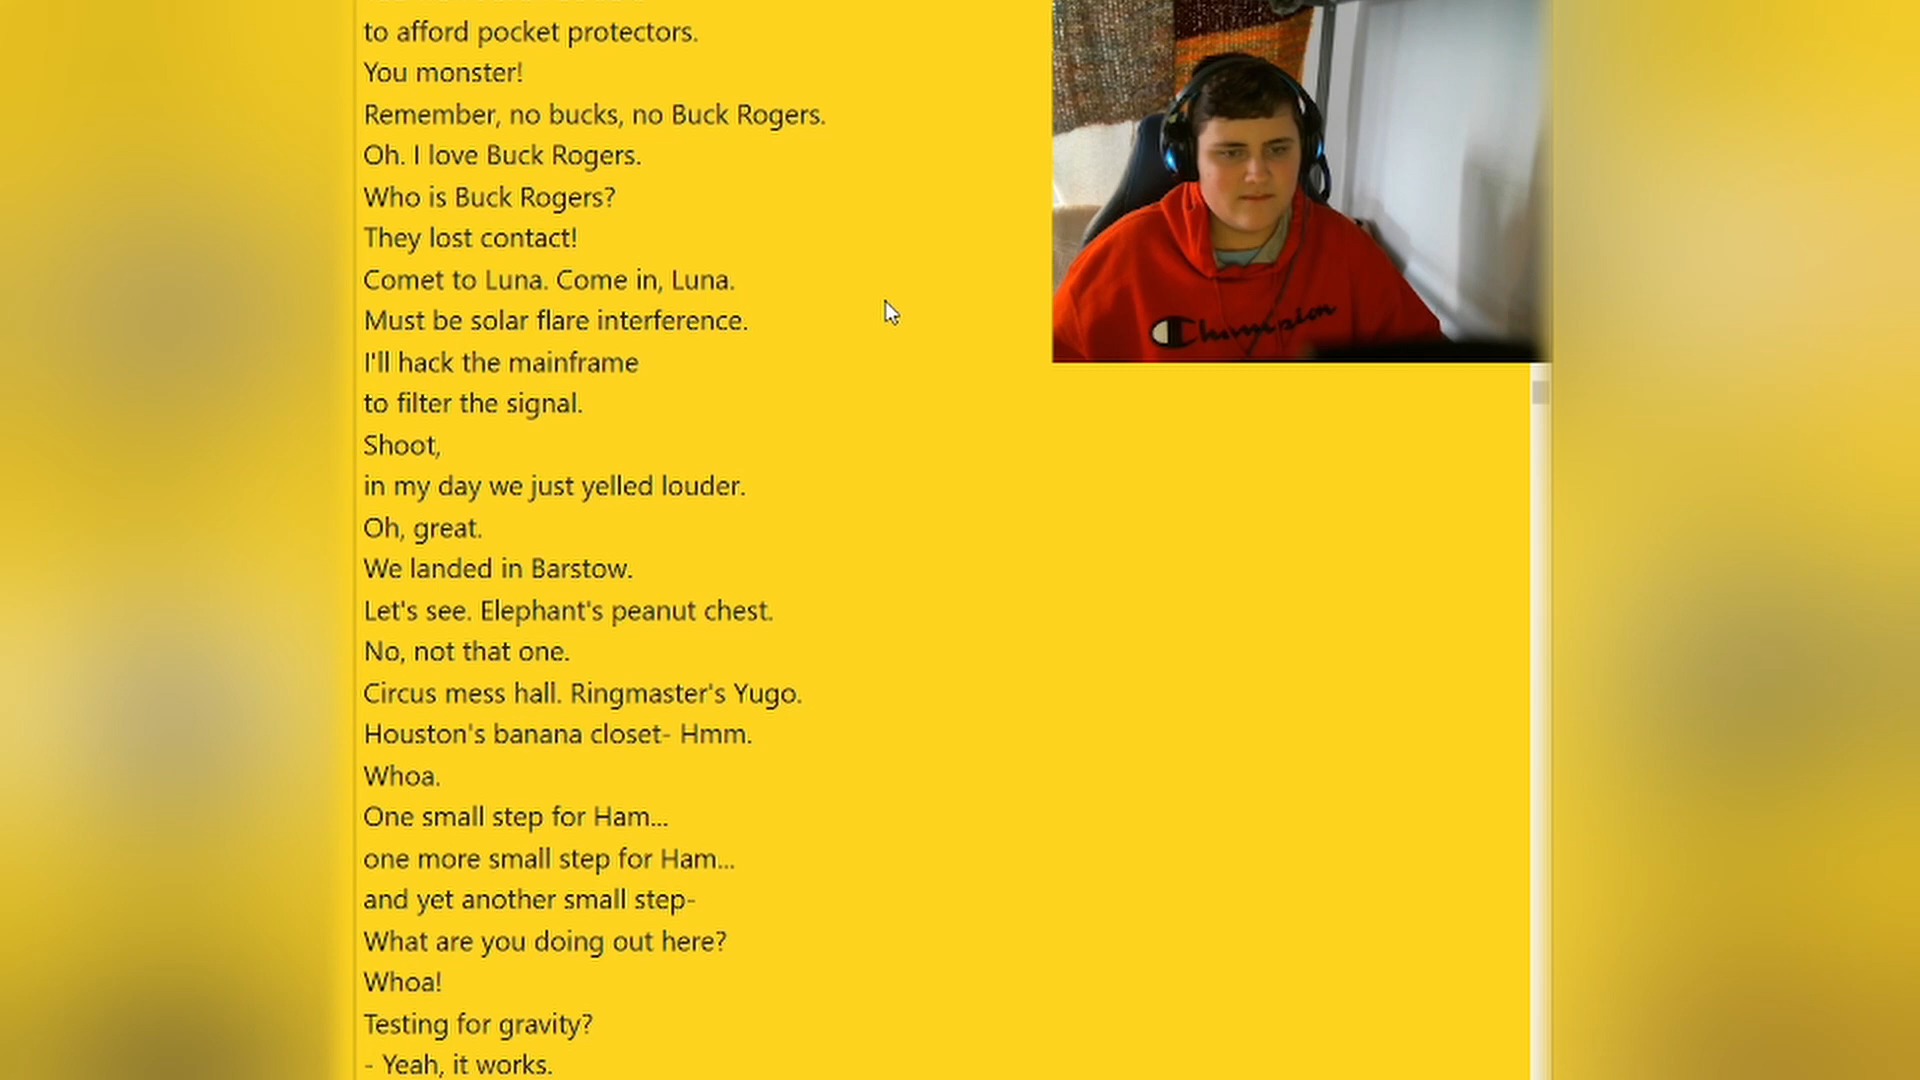 to afford pocket protectors.
You monster!
Remember, no bucks, no Buck Rogers.
Oh. I love Buck Rogers.
Who is Buck Rogers?
They lost contact!
Comet to Luna. Come in, Luna.
Must be solar flare interference.
I'll hack the mainframe
to filter the signal.
Shoot,
in my day we just yelled louder.
Oh, great.
We landed in Barstow.
Let's see. Elephant's peanut chest.
No, not that one.
Circus mess hall. Ringmaster's Yugo.
Houston's banana closet- Hmm.
Whoa.
One small step for Ham...
one more small step for Ham...
and yet another small step-
What are you doing out here?
Whoa!
Testing for gravity?
- Yeah, it works.
Champion